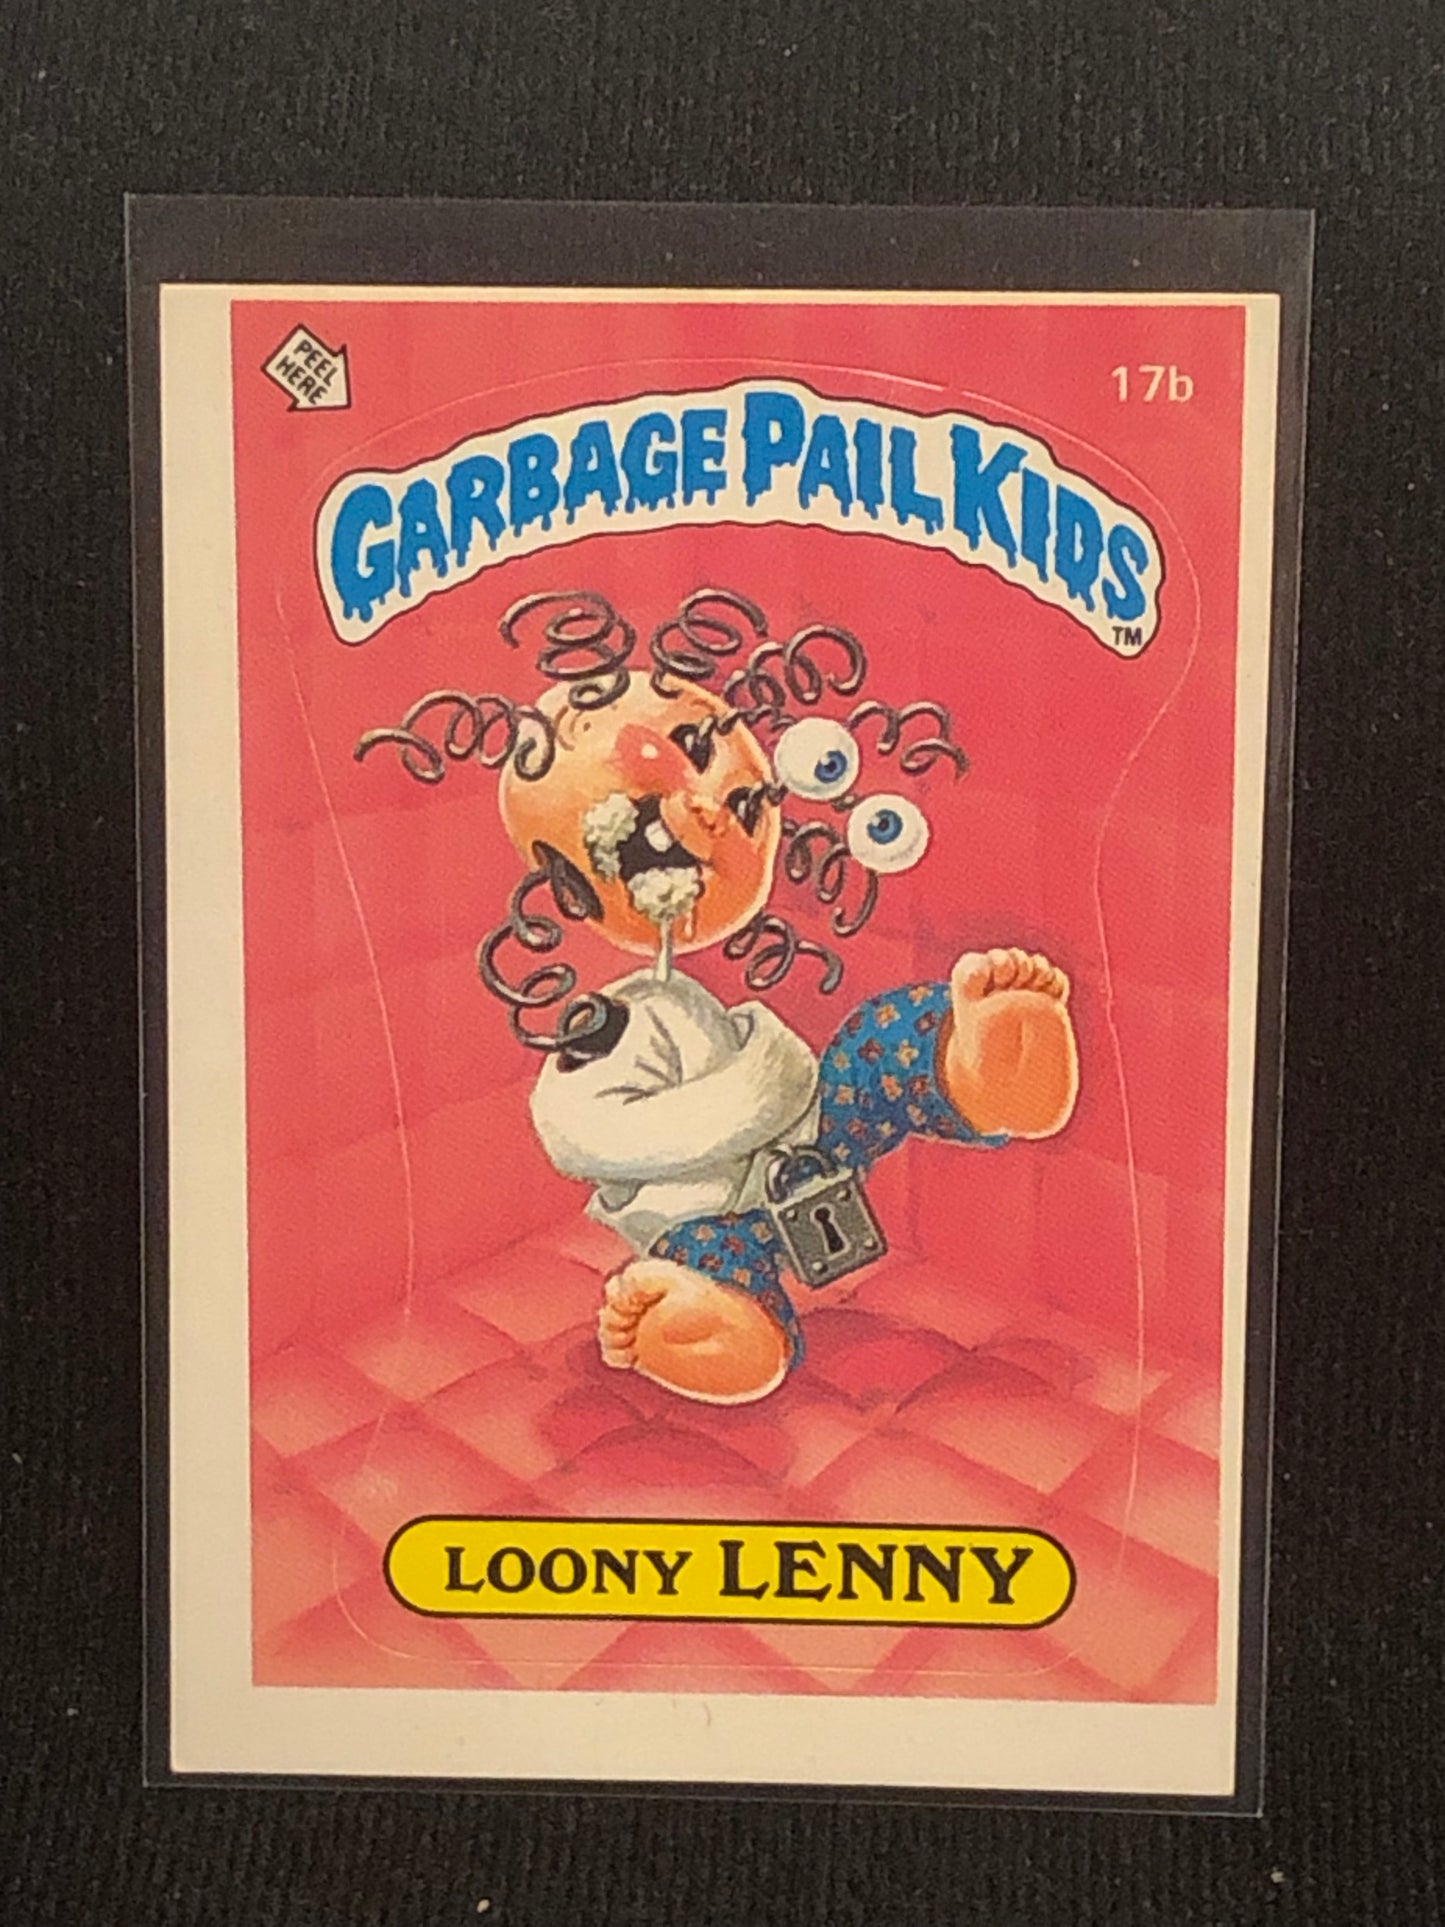 PEEL
HERE
17b
GARBAGE PAIL KIDS
TM
LOONY LENNY